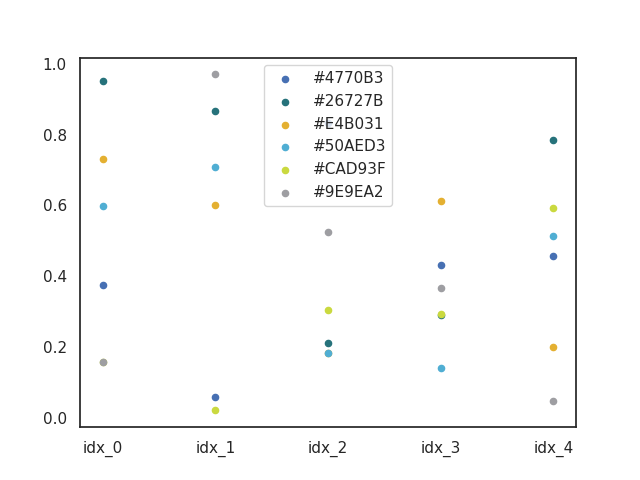 1.0
0.8
0.6
0.4
0.2
0.0
#4770B3
#26727B
#E4B031
#50AED3
#CAD93F
#9E9EA2
idx_0 idx_1 idx_2 idx_3 idx_4